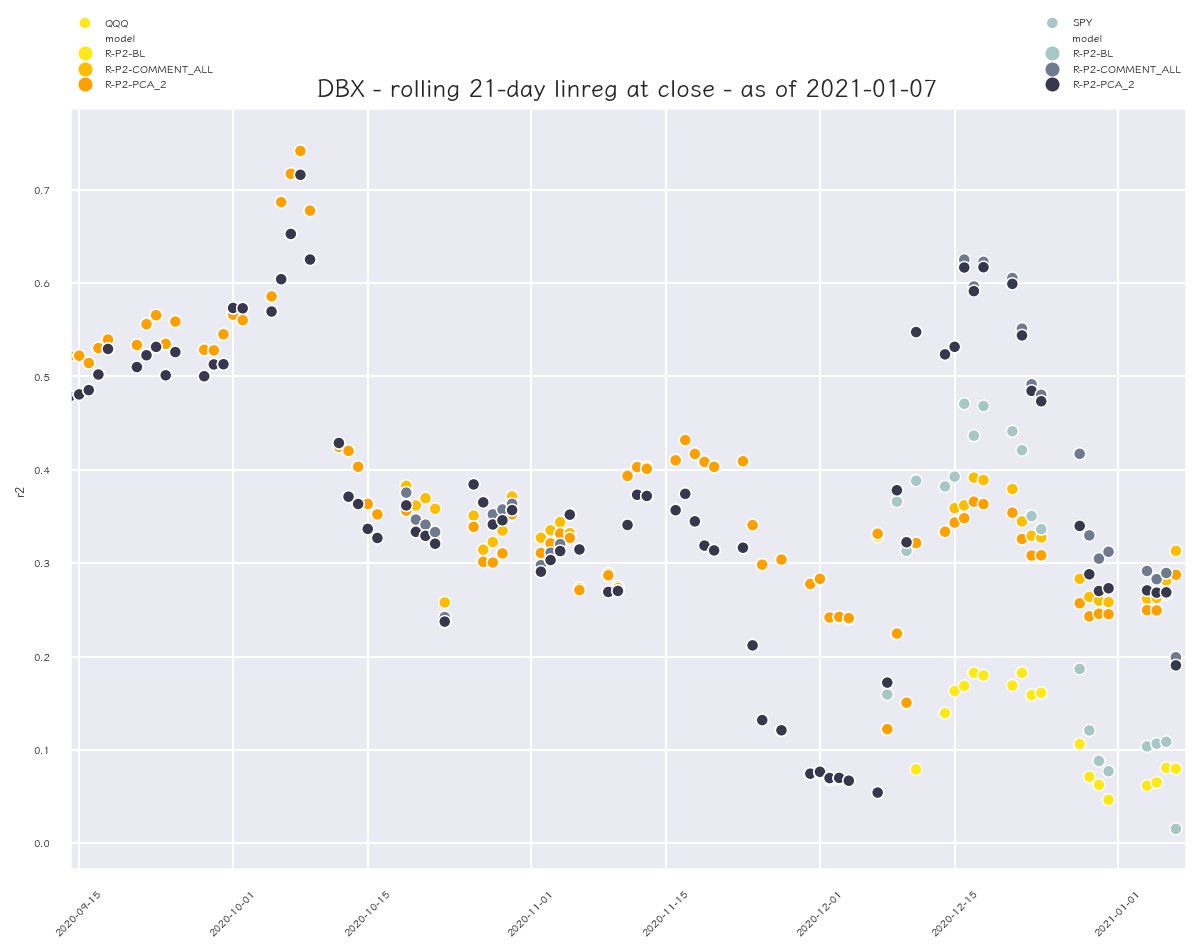 QQQ
model
R-P2-BL
R-P2-COMMENT_ALL
R-P2-PCA_2
SPY
model
R-P2-BL
R-P2-COMMENT_ALL
R-P2-PCA_2
DBX - rolling 21-day linreg at close - as of 2021-01-07
r2
0.7
0.6
0.5
0.4
0.3
0.2
0.1
0.0
2020-09-15
2020-10-01
2020-10-15
2020-11-01
2020-11-15
2020-12-01
2020-12-15
2021-01-01